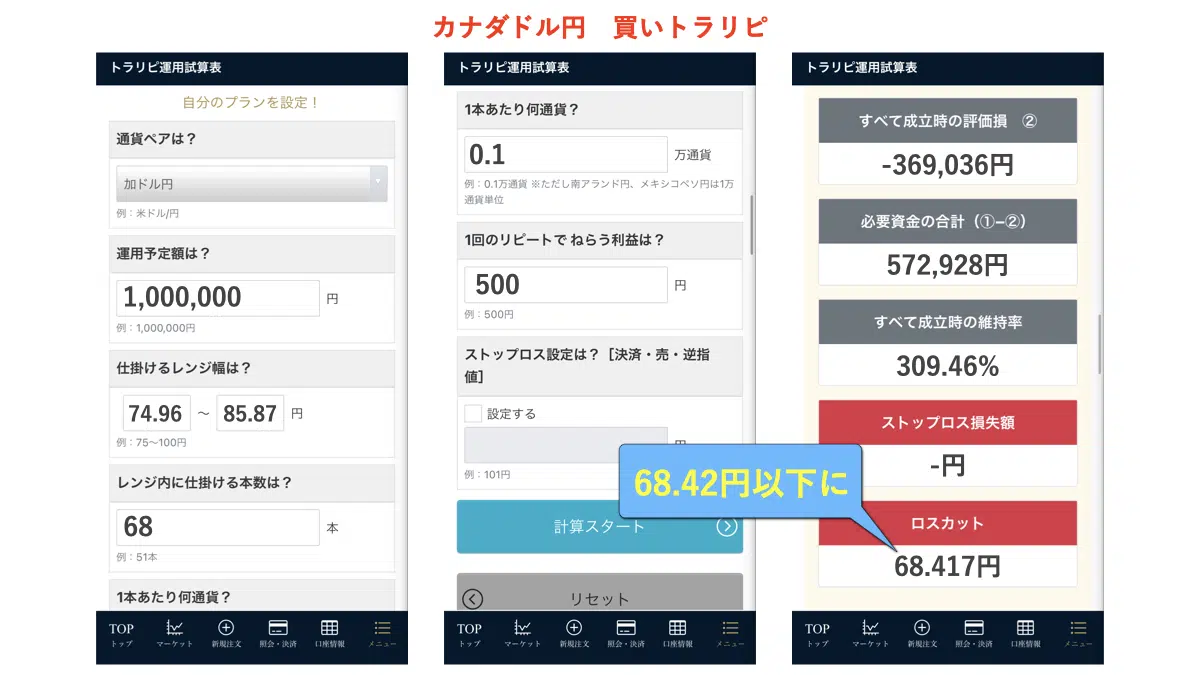 カナダドル円　買いトラリピ
トラリピ運用試算表
自分のプランを設定！
通貨ペアは？
加ドル円
例：米ドル/円
運用予定額は？
1,000,000 円
例：1,000,000円
仕掛けるレンジ幅は？
74.96 ～ 85.87 円
例：75～100円
レンジ内に仕掛ける本数は？
68 本
例：51本
1本あたり何通貨？
TOP マーケット 新規注文 照会・決済 口座情報 メニュー
トップ
トラリピ運用試算表
1本あたり何通貨？
0.1 万通貨
例：0.1万通貨 ※ただし南アランド円、メキシコペソ円は1万
通貨単位
1回のリピートで ねらう利益は？
500 円
例：500円
ストップロス設定は？［決済・売・逆指
値］
設定する
円
例：101円
計算スタート
リセット
TOP マーケット 新規注文 照会・決済 口座情報 メニュー
トップ
トラリピ運用試算表
すべて成立時の評価損　②
-369,036円
必要資金の合計（①−②）
572,928円
すべて成立時の維持率
309.46%
ストップロス損失額
-円
68.42円以下に
ロスカット
68.417円
TOP マーケット 新規注文 照会・決済 口座情報 メニュー
トップ